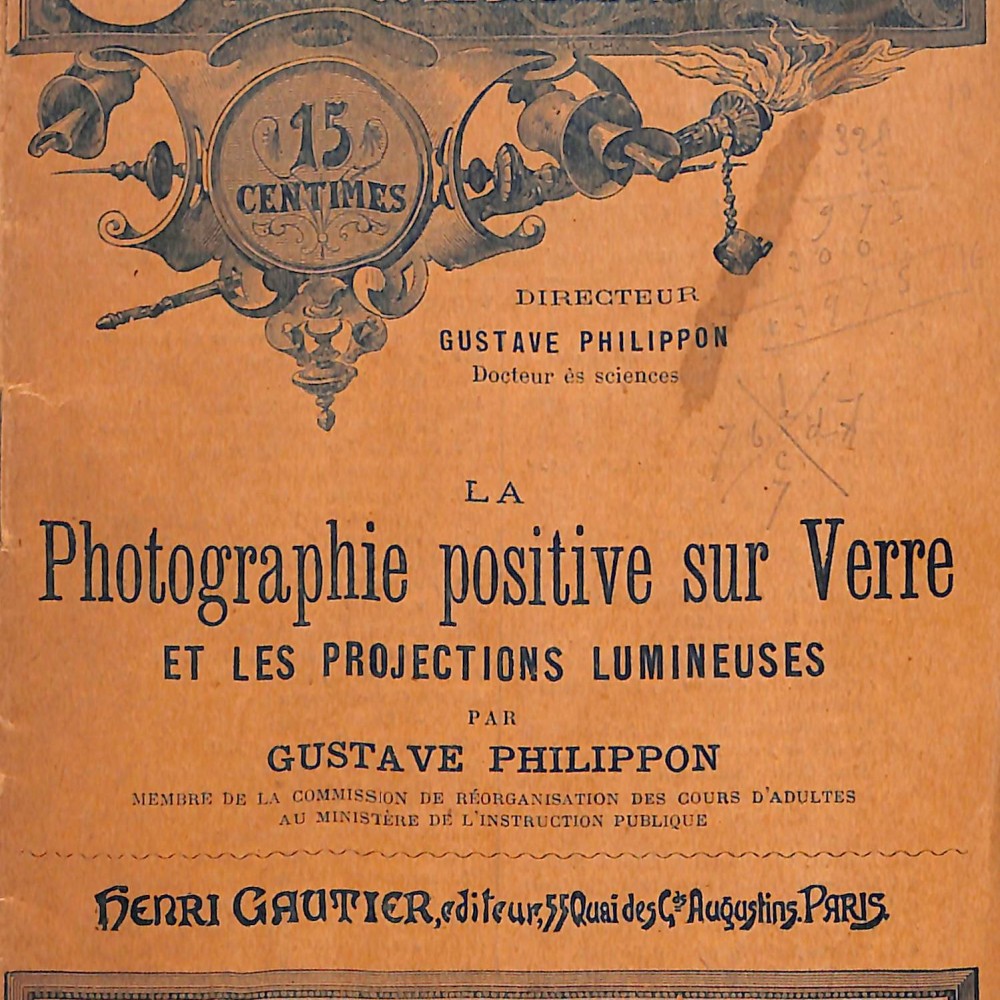 15
CENTIMES
DIRECTEUR
GUSTAVE PHILIPPON
Docteur ès sciences
LA
Photographie positive sur Verre
ET LES PROJECTIONS LUMINEUSES
PAR
GUSTAVE PHILIPPON
MEMBRE DE LA COMMISSION DE RÉORGANISATION DES COURS D'ADULTES
AU MINISTÈRE DE L'INSTRUCTION PUBLIQUE
HENRI GAUTIER, editeur, 55 Quai des Gds Augustins. PARIS.